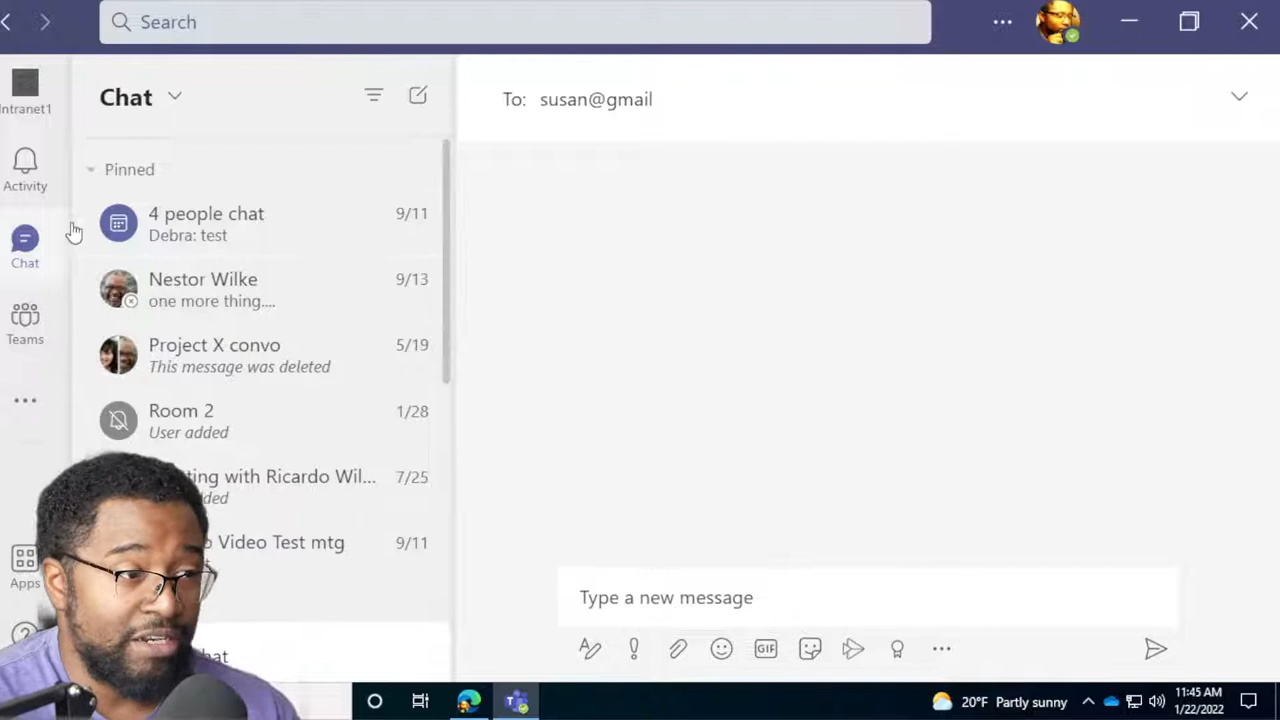 Search
Intranet1
Activity
Chat
Teams
Apps
Chat
Pinned
4 people chat 9/11
Debra: test
Nestor Wilke 9/13
one more thing....
Project X convo 5/19
This message was deleted
Room 2 1/28
User added
ting with Ricardo Wil... 7/25
Video Test mtg 9/11
To: susan@gmail
Type a new message
GIF
20°F Partly sunny
11:45 AM
1/22/2022